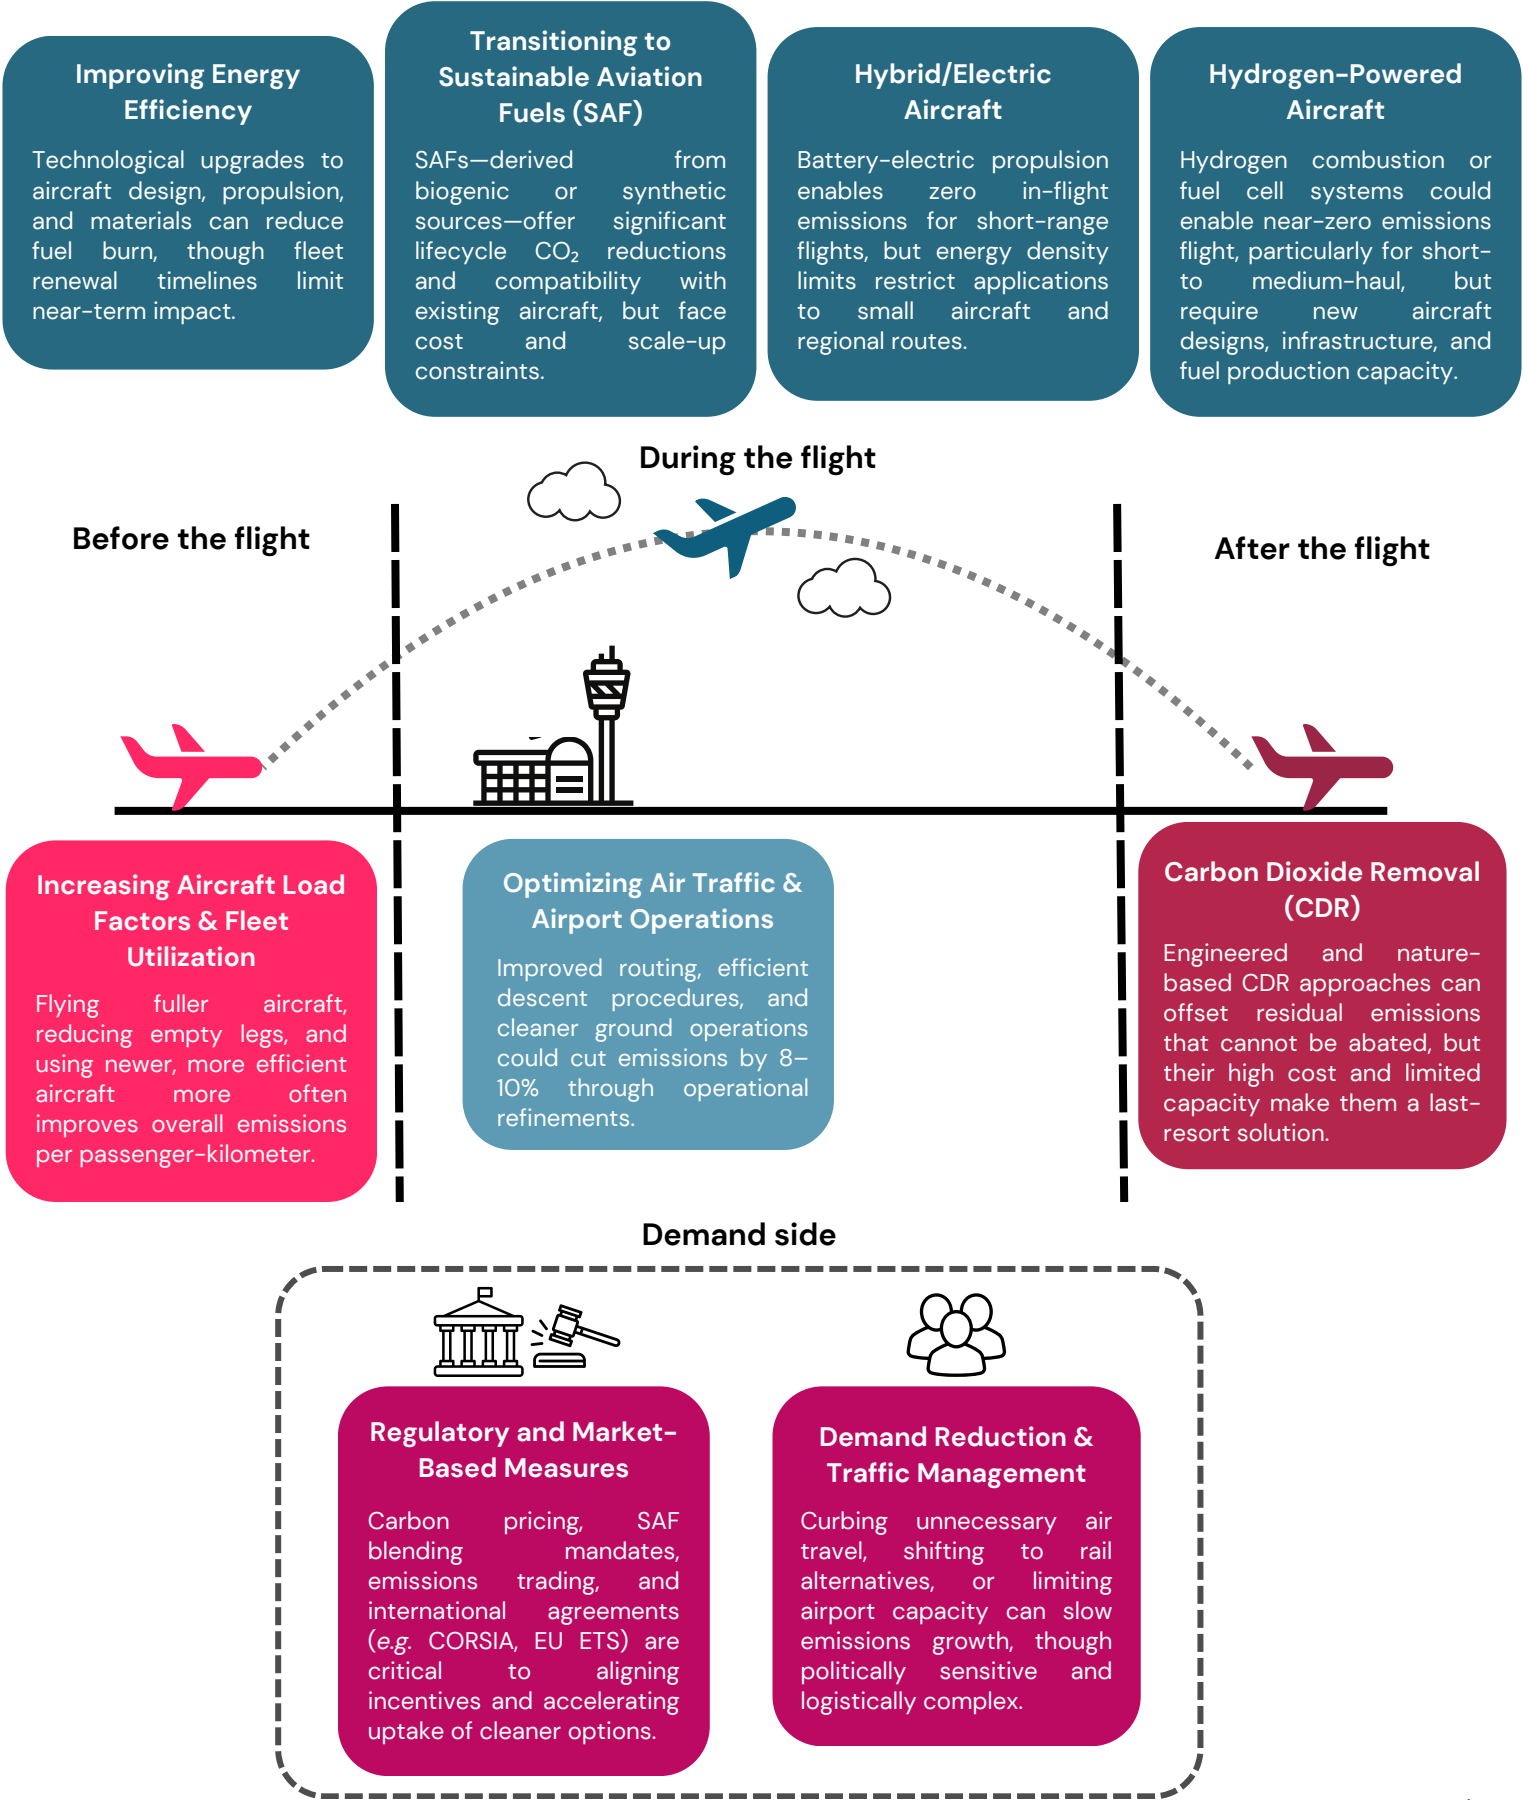 Improving Energy
Efficiency
Technological upgrades to
aircraft design, propulsion,
and materials can reduce
fuel burn, though fleet
renewal timelines limit
near-term impact.
Transitioning to
Sustainable Aviation
Fuels (SAF)
SAFs—derived from
biogenic or synthetic
sources—offer significant
lifecycle CO₂ reductions
and compatibility with
existing aircraft, but face
cost and scale-up
constraints.
Hybrid/Electric
Aircraft
Battery-electric propulsion
enables zero in-flight
emissions for short-range
flights, but energy density
limits restrict applications
to small aircraft and
regional routes.
Hydrogen-Powered
Aircraft
Hydrogen combustion or
fuel cell systems could
enable near-zero emissions
flight, particularly for short-
to medium-haul, but
require new aircraft
designs, infrastructure, and
fuel production capacity.
During the flight
Before the flight
After the flight
Increasing Aircraft Load
Factors & Fleet
Utilization
Flying fuller aircraft,
reducing empty legs, and
using newer, more efficient
aircraft more often
improves overall emissions
per passenger-kilometer.
Optimizing Air Traffic &
Airport Operations
Improved routing, efficient
descent procedures, and
cleaner ground operations
could cut emissions by 8–
10% through operational
refinements.
Carbon Dioxide Removal
(CDR)
Engineered and nature-
based CDR approaches can
offset residual emissions
that cannot be abated, but
their high cost and limited
capacity make them a last-
resort solution.
Demand side
Regulatory and Market-
Based Measures
Carbon pricing, SAF
blending mandates,
emissions trading, and
international agreements
(e.g. CORSIA, EU ETS) are
critical to aligning
incentives and accelerating
uptake of cleaner options.
Demand Reduction &
Traffic Management
Curbing unnecessary air
travel, shifting to rail
alternatives, or limiting
airport capacity can slow
emissions growth, though
politically sensitive and
logistically complex.